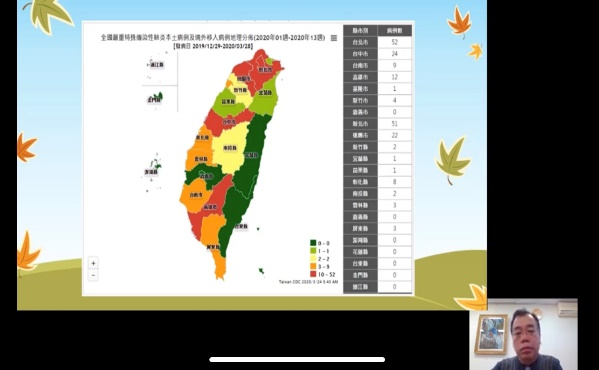 全國嚴重特殊傳染性肺炎本土病例及境外移入病例地理分佈(2020年01週-2020年13週)
[發病日 2019/12/29-2020/03/28]
連江縣
金門縣
澎湖縣
新北市
桃園市
新竹縣
宜蘭縣
苗栗縣
台中市
彰化縣
南投縣
花蓮縣
雲林縣
嘉義縣
台南市
高雄市
台東縣
屏東縣
0 - 0
1 - 1
2 - 2
3 - 9
10 - 52
縣市別 病例數
台北市 52
台中市 24
台南市 9
高雄市 12
基隆市 1
新竹市 4
嘉義市 0
新北市 51
桃園市 22
新竹縣 2
宜蘭縣 1
苗栗縣 1
彰化縣 8
南投縣 2
雲林縣 3
嘉義縣 0
屏東縣 3
澎湖縣 0
花蓮縣 0
台東縣 0
金門縣 0
連江縣 0